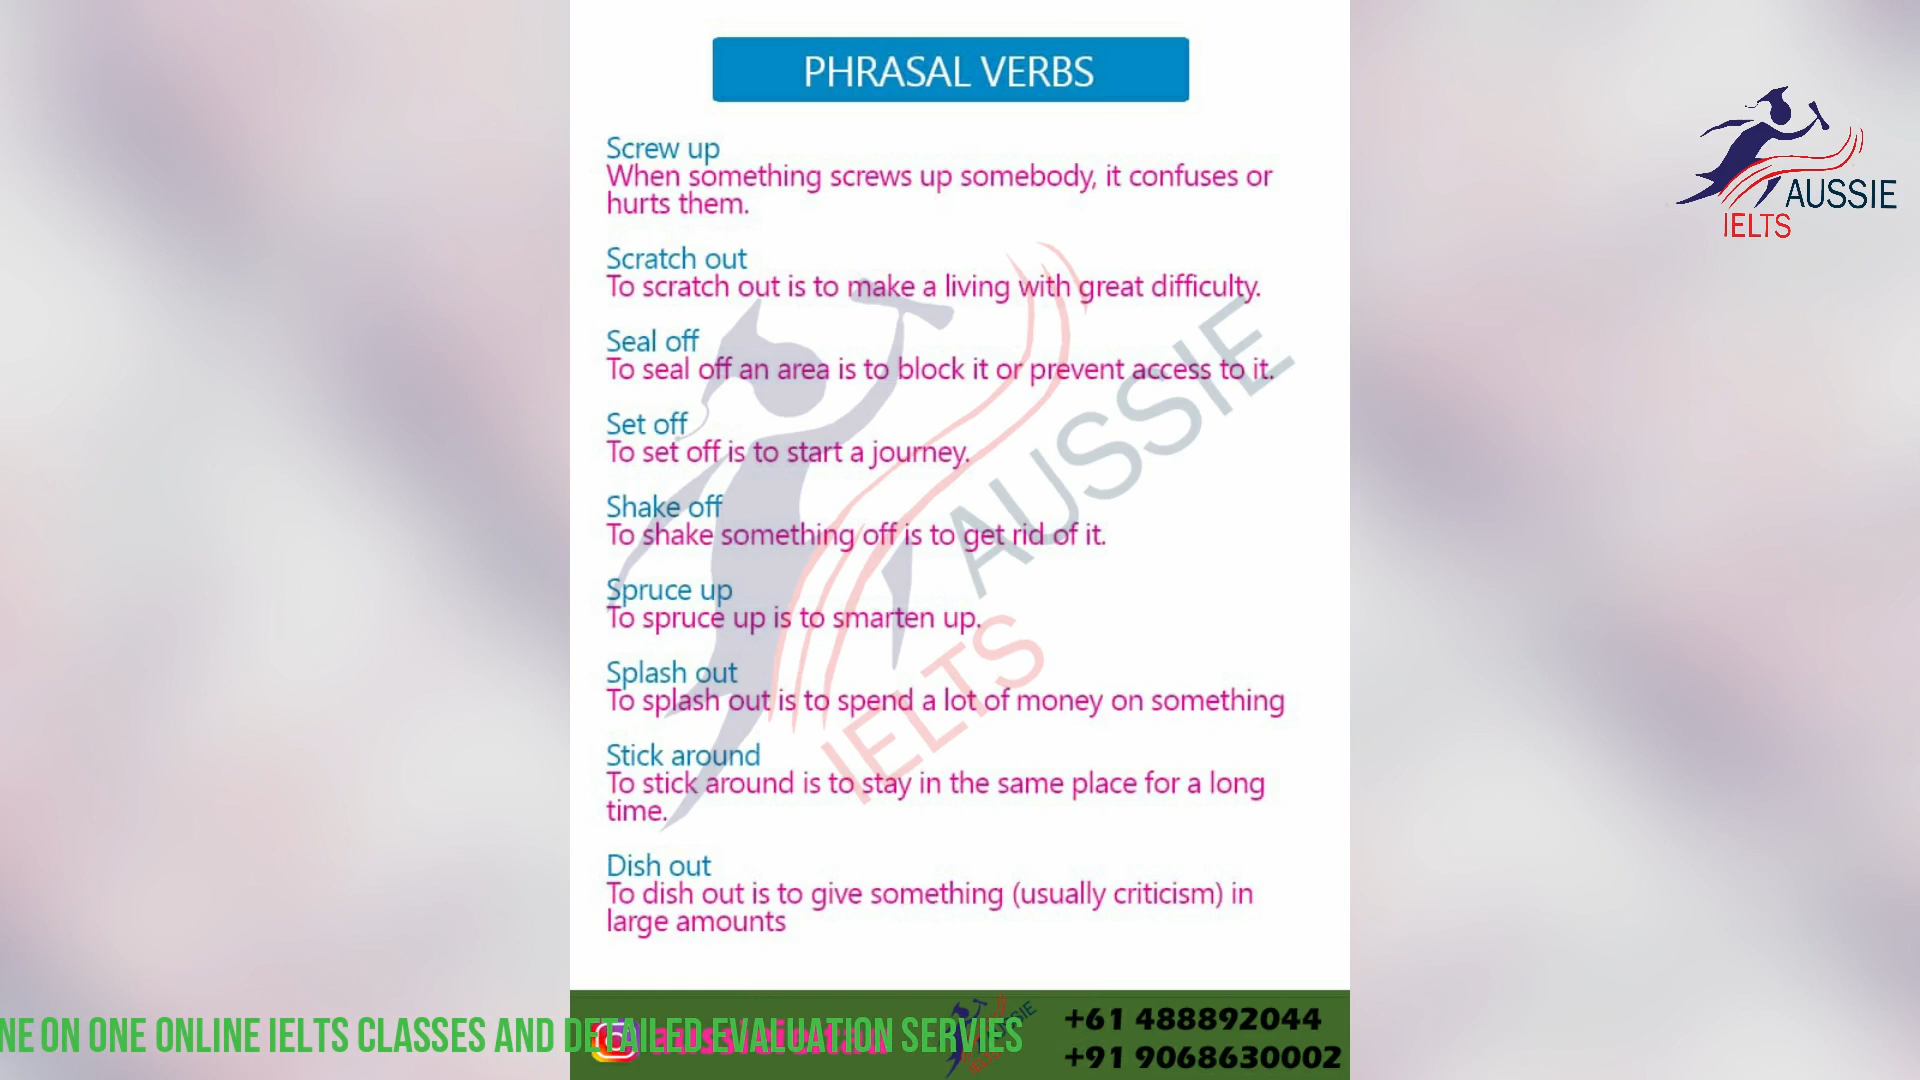 PHRASAL VERBS
Screw up
When something screws up somebody, it confuses or
hurts them.
Scratch out
To scratch out is to make a living with great difficulty.
Seal off
To seal off an area is to block it or prevent access to it.
Set off
To set off is to start a journey.
Shake off
To shake something off is to get rid of it.
Spruce up
To spruce up is to smarten up.
Splash out
To splash out is to spend a lot of money on something
Stick around
To stick around is to stay in the same place for a long
time.
Dish out
To dish out is to give something (usually criticism) in
large amounts
AUSSIE
IELTS
AUSSIE
IELTS
NE ON ONE ONLINE IELTS CLASSES AND DETAILED EVALUATION SERVIES
AUSSIE
IELTS
+61 488892044
+91 9068630002